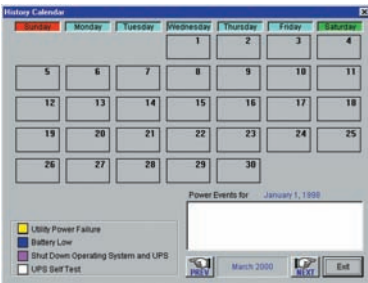 History Calendar
Sunday Monday Tuesday Wednesday Thursday Friday Saturday
1 2 3 4
5 6 7 8 9 10 11
12 13 14 15 16 17 18
19 20 21 22 23 24 25
26 27 28 29 30
Power Events for January 1, 1998
Utility Power Failure
Battery Low
Shut Down Operating System and UPS
UPS Self Test
PREV March 2000 NEXT Exit